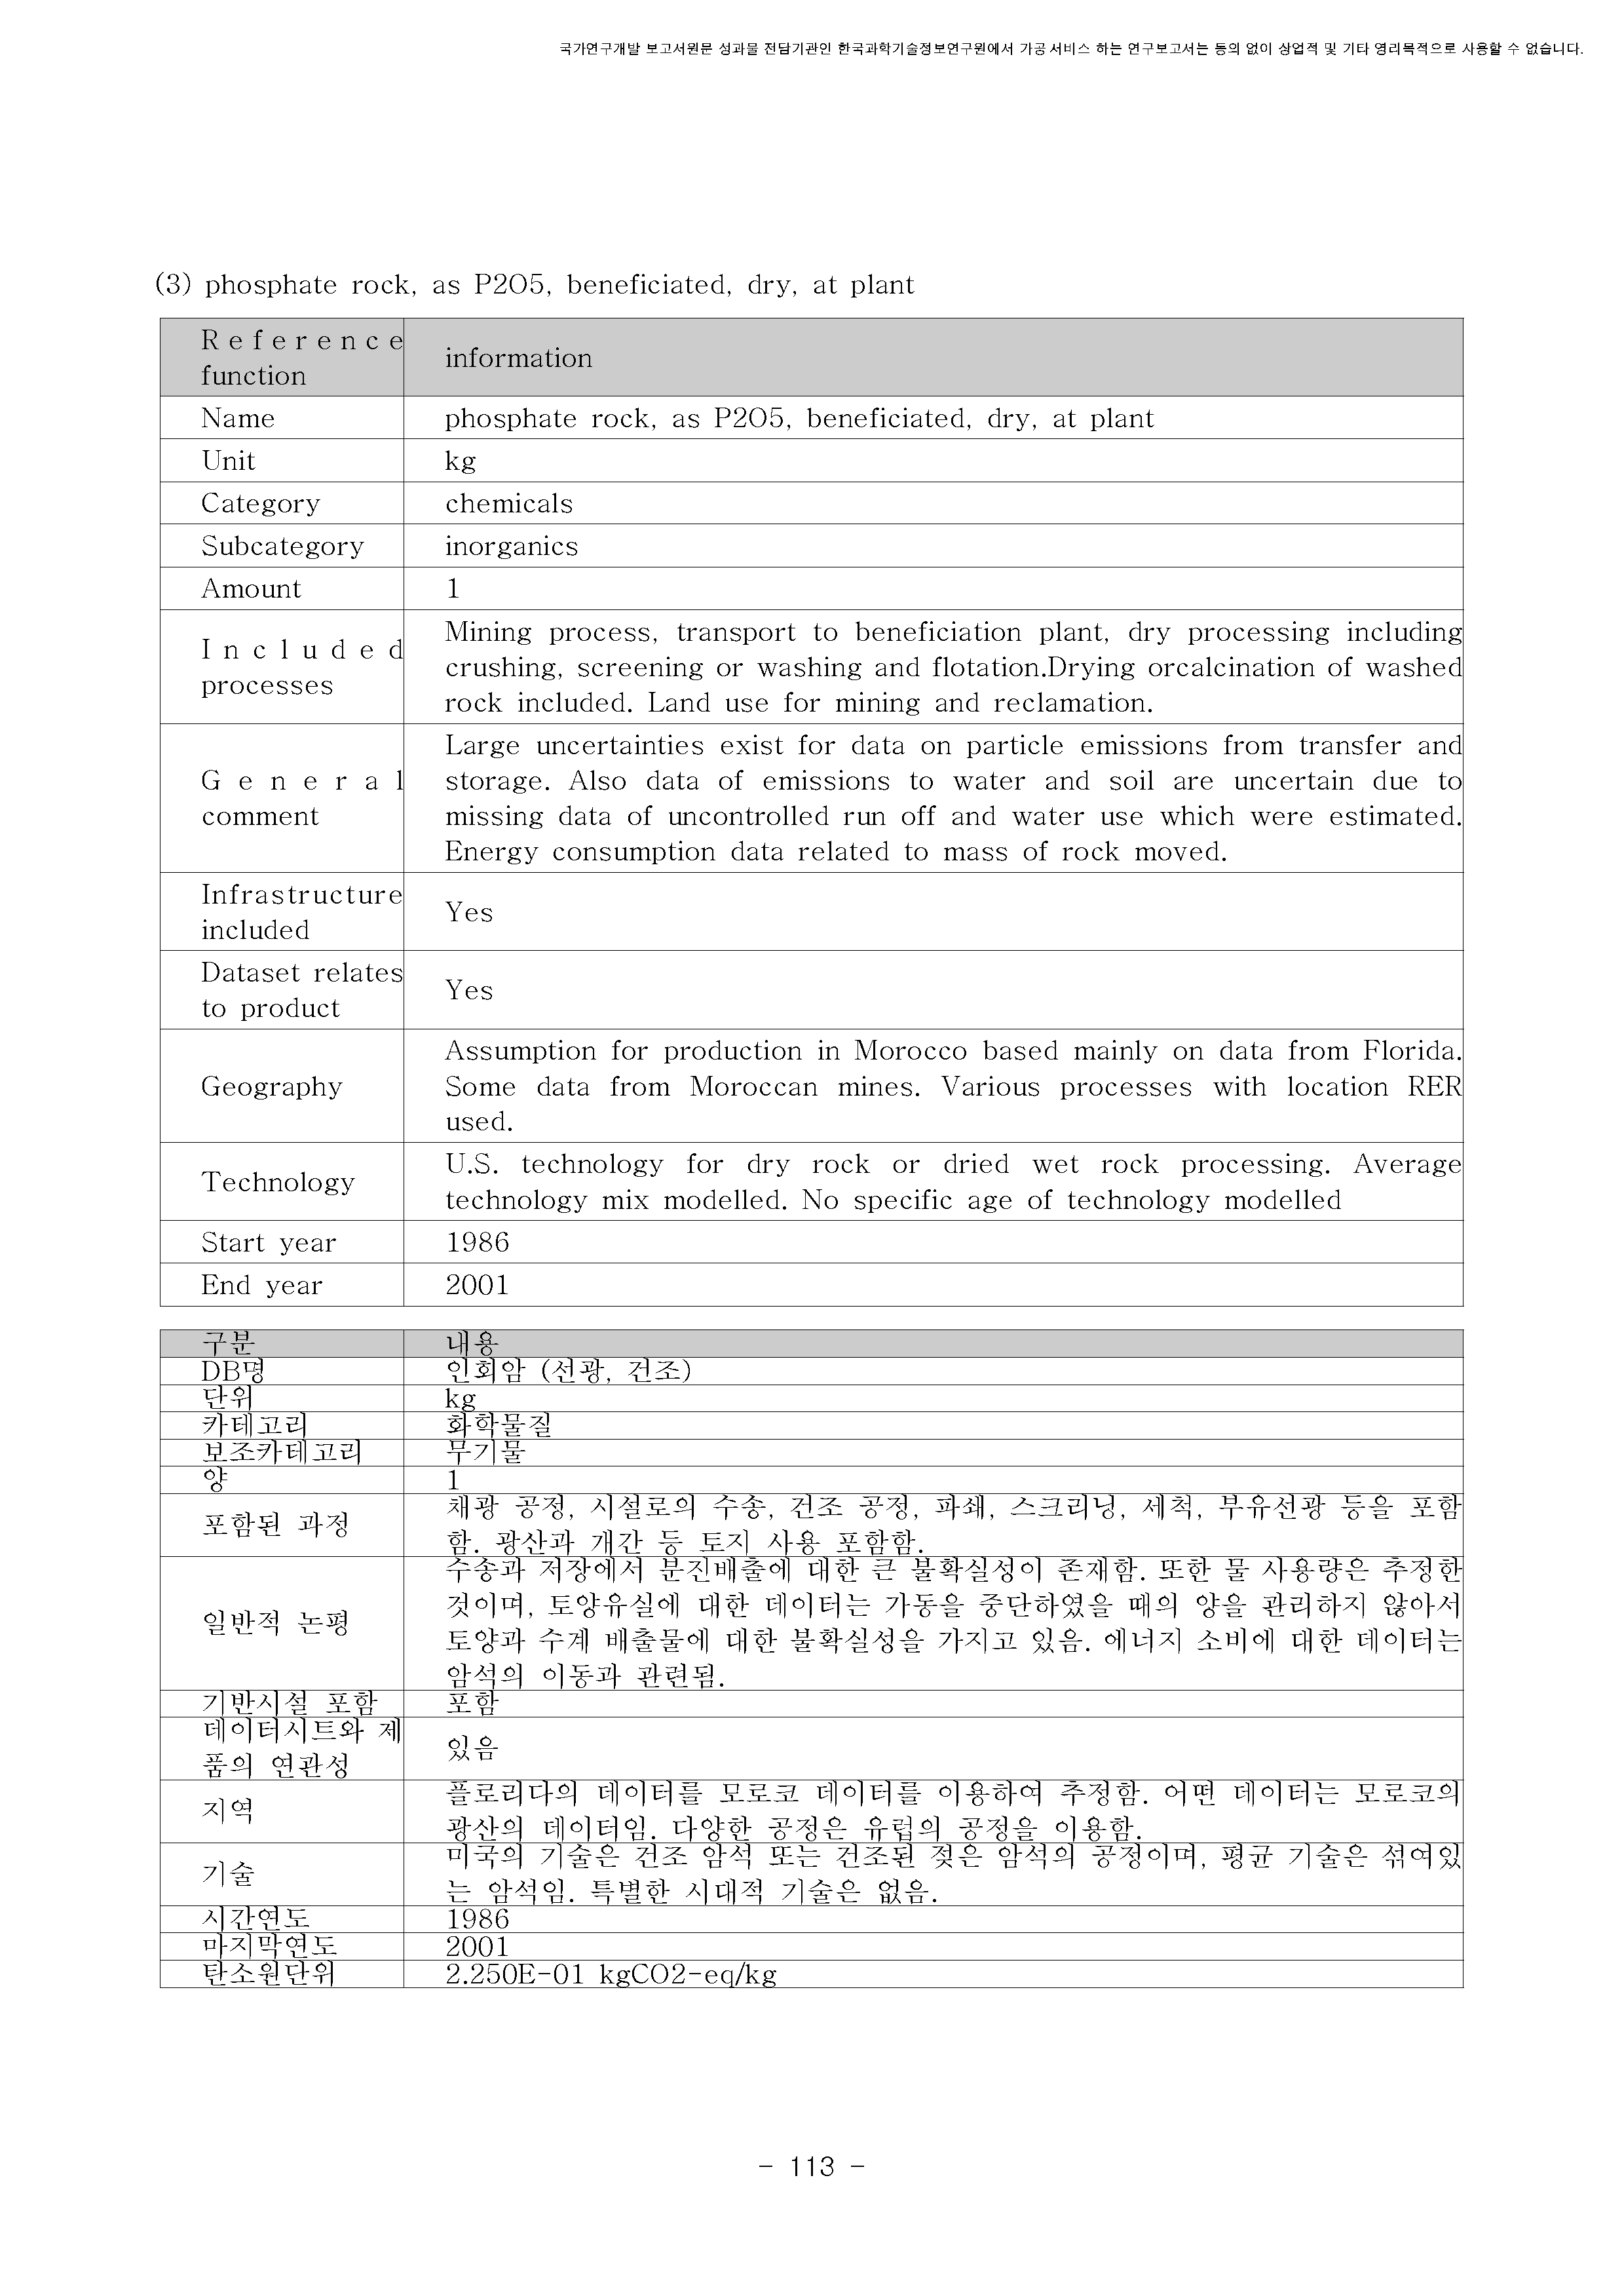 국가연구개발 보고서원문 성과물 전담기관인 한국과학기술정보연구원에서 가공·서비스 하는 연구보고서는 동의 없이 상업적 및 기타 영리목적으로 사용할 수 없습니다.
(3) phosphate rock, as P2O5, beneficiated, dry, at plant
Reference
function
information
Name
phosphate rock, as P2O5, beneficiated, dry, at plant
Unit
kg
Category
chemicals
Subcategory
inorganics
Amount
1
Included
processes
Mining process, transport to beneficiation plant, dry processing including
crushing, screening or washing and flotation.Drying orcalcination of washed
rock included. Land use for mining and reclamation.
General
comment
Large uncertainties exist for data on particle emissions from transfer and
storage. Also data of emissions to water and soil are uncertain due to
missing data of uncontrolled run off and water use which were estimated.
Energy consumption data related to mass of rock moved.
Infrastructure
included
Yes
Dataset relates
to product
Yes
Geography
Assumption for production in Morocco based mainly on data from Florida.
Some data from Moroccan mines. Various processes with location RER
used.
Technology
U.S. technology for dry rock or dried wet rock processing. Average
technology mix modelled. No specific age of technology modelled
Start year
1986
End year
2001
구분
내용
DB명
인회암 (선광, 건조)
단위
kg
카테고리
화학물질
보조카테고리
무기물
양
1
포함된 과정
채광 공정, 시설로의 수송, 건조 공정, 파쇄, 스크리닝, 세척, 부유선광 등을 포함
함. 광산과 개간 등 토지 사용 포함함.
일반적 논평
수송과 저장에서 분진배출에 대한 큰 불확실성이 존재함. 또한 물 사용량은 추정한
것이며, 토양유실에 대한 데이터는 가동을 중단하였을 때의 양을 관리하지 않아서
토양과 수계 배출물에 대한 불확실성을 가지고 있음. 에너지 소비에 대한 데이터는
암석의 이동과 관련됨.
기반시설 포함
포함
데이터시트와 제
품의 연관성
있음
지역
플로리다의 데이터를 모로코 데이터를 이용하여 추정함. 어떤 데이터는 모로코의
광산의 데이터임. 다양한 공정은 유럽의 공정을 이용함.
기술
미국의 기술은 건조 암석 또는 건조된 젖은 암석의 공정이며, 평균 기술은 섞여있
는 암석임. 특별한 시대적 기술은 없음.
시간연도
1986
마지막연도
2001
탄소원단위
2.250E-01 kgCO2-eq/kg
- 113 -